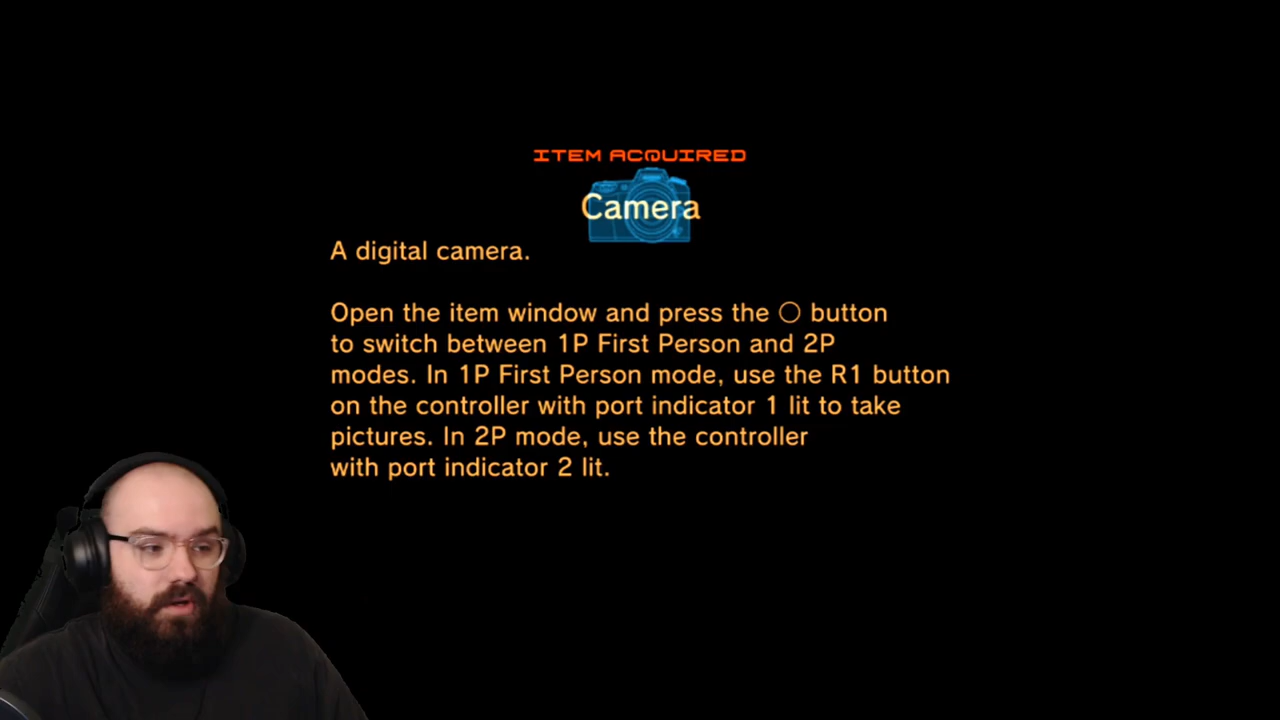 ITEM ACQUIRED
Camera
A digital camera.
Open the item window and press the ○ button
to switch between 1P First Person and 2P
modes. In 1P First Person mode, use the R1 button
on the controller with port indicator 1 lit to take
pictures. In 2P mode, use the controller
with port indicator 2 lit.